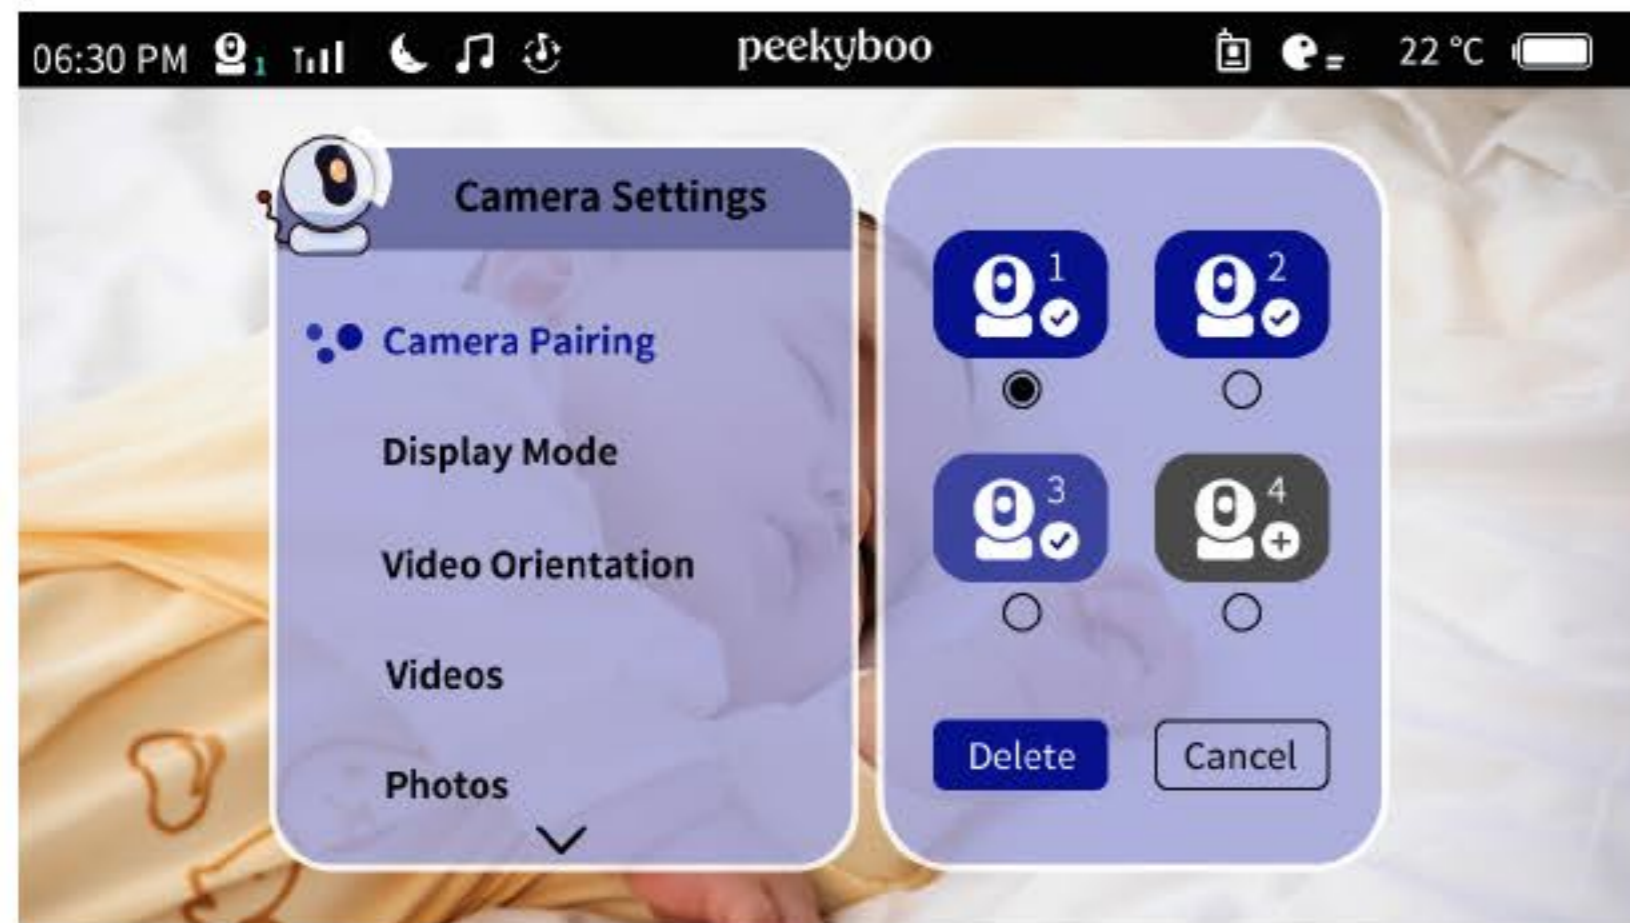 06:30 PM 1 peekyboo 22 °C
Camera Settings
Camera Pairing
Display Mode
Video Orientation
Videos
Photos
1 2
3 4
Delete Cancel